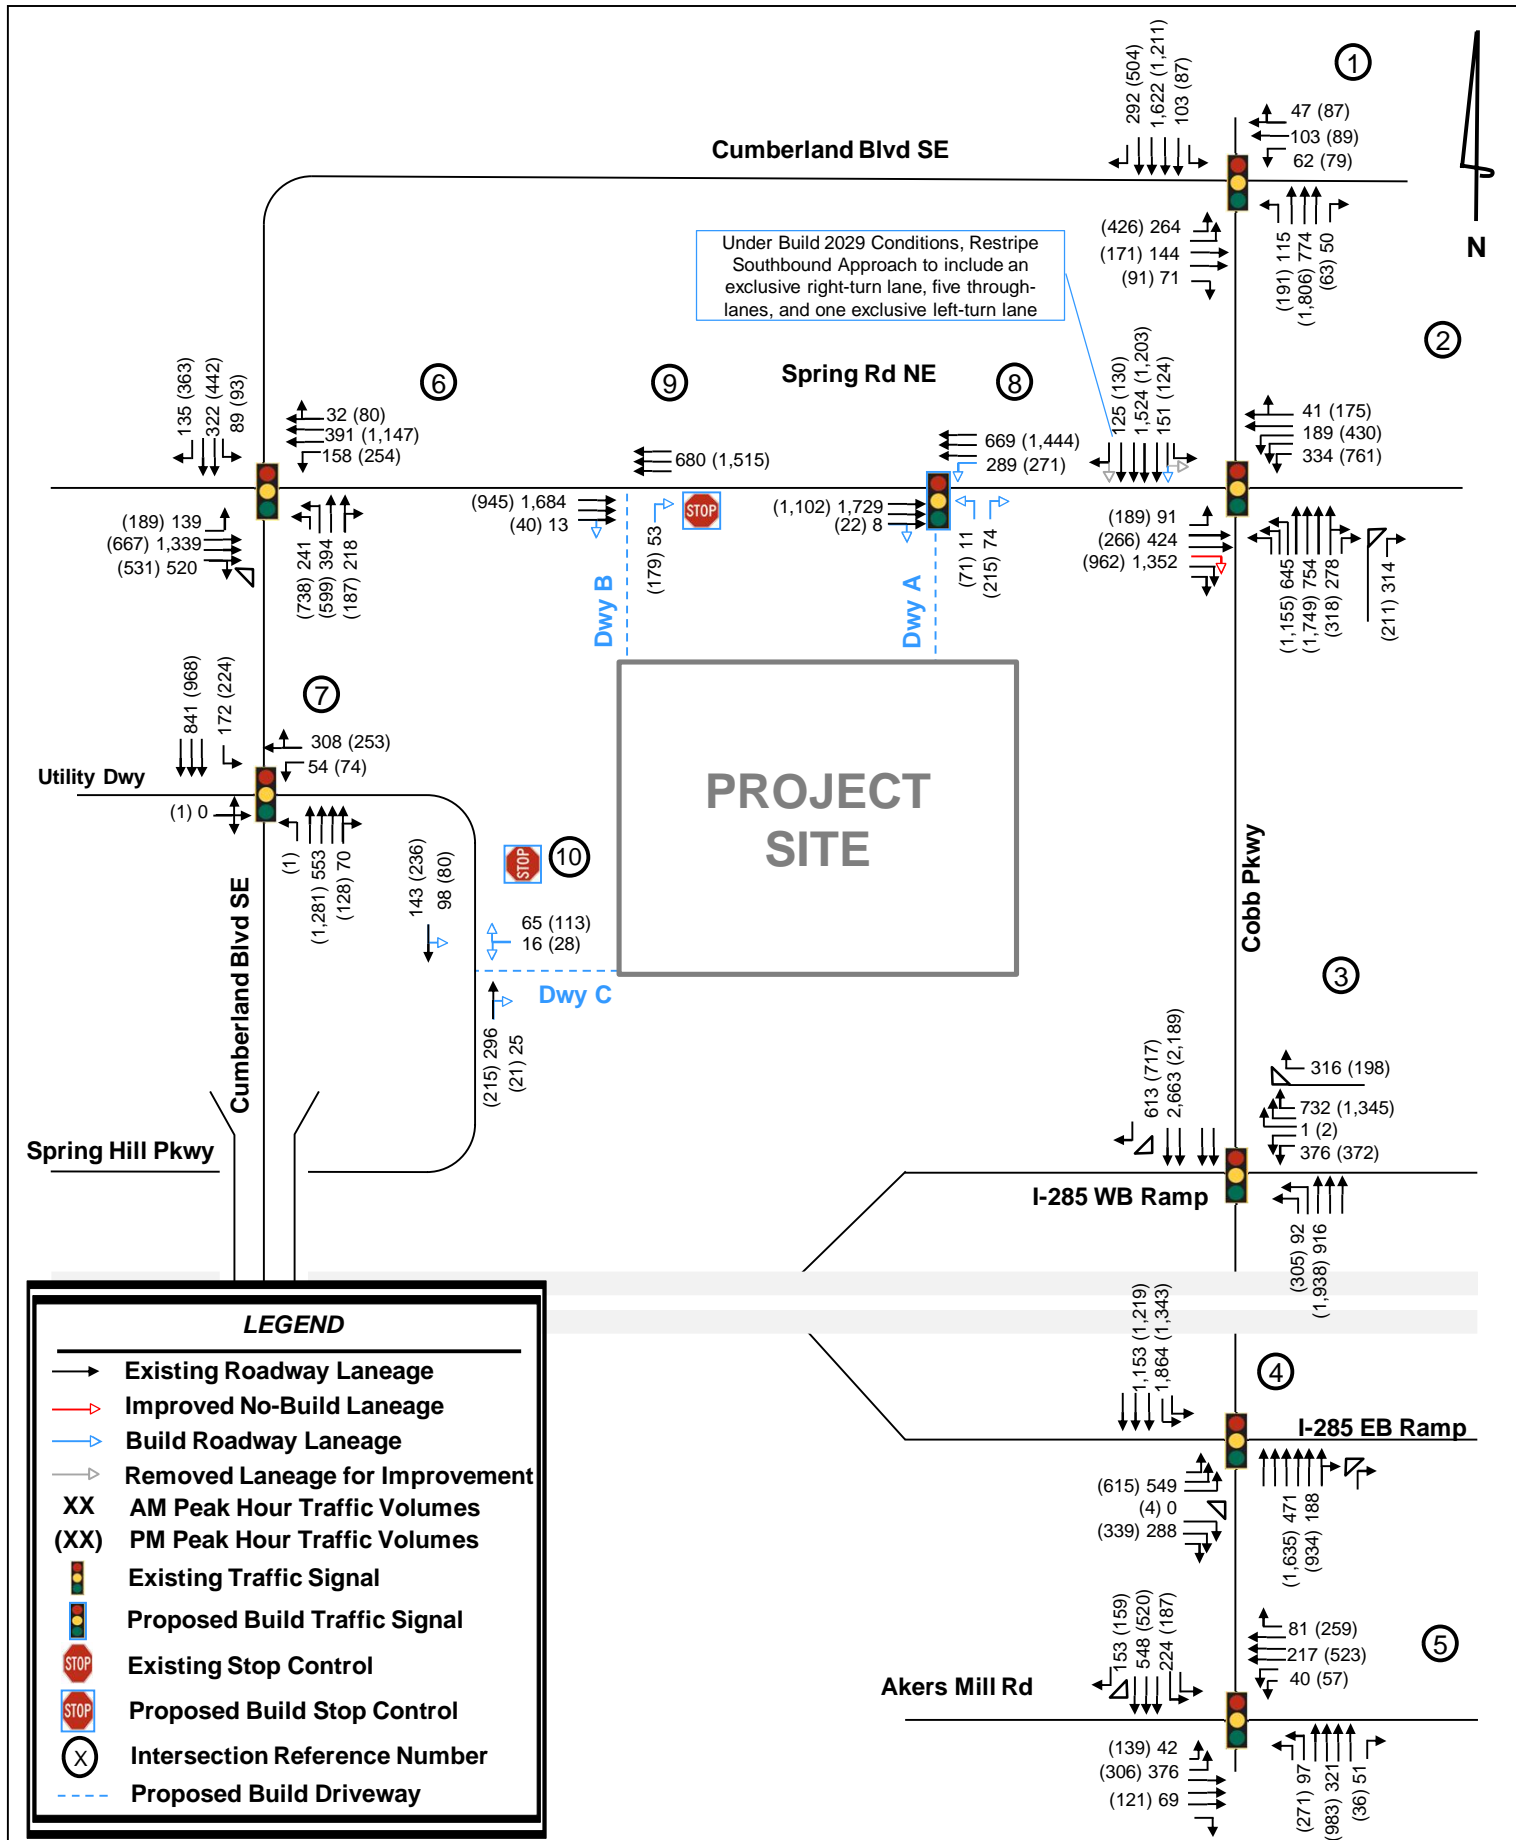 1
292 (504)
1,622 (1,211)
103 (87)
47 (87)
103 (89)
62 (79)
Cumberland Blvd SE
(426) 264
(171) 144
(91) 71
(191) 115
(1,806) 774
(63) 50
N
Under Build 2029 Conditions, Restripe
Southbound Approach to include an
exclusive right-turn lane, five through-
lanes, and one exclusive left-turn lane
2
6
9
Spring Rd NE
8
135 (363)
322 (442)
89 (93)
32 (80)
391 (1,147)
158 (254)
680 (1,515)
669 (1,444)
289 (271)
125 (130)
1,524 (1,203)
151 (124)
41 (175)
189 (430)
334 (761)
(189) 139
(667) 1,339
(531) 520
(738) 241
(599) 394
(187) 218
(945) 1,684
(40) 13
(179) 53
STOP
(1,102) 1,729
(22) 8
(71) 11
(215) 74
(189) 91
(266) 424
(962) 1,352
(1,155) 645
(1,749) 754
(318) 278
(211) 314
Dwy B
Dwy A
7
841 (968)
172 (224)
308 (253)
54 (74)
Utility Dwy
(1) 0
(1)
(1,281) 553
(128) 70
PROJECT
SITE
STOP
10
143 (236)
98 (80)
65 (113)
16 (28)
Dwy C
(215) 296
(21) 25
Cumberland Blvd SE
Cobb Pkwy
3
613 (717)
2,663 (2,189)
316 (198)
732 (1,345)
1 (2)
376 (372)
Spring Hill Pkwy
I-285 WB Ramp
(305) 92
(1,938) 916
1,153 (1,219)
1,864 (1,343)
4
I-285 EB Ramp
(615) 549
(4) 0
(339) 288
(1,635) 471
(934) 188
153 (159)
548 (520)
224 (187)
81 (259)
217 (523)
40 (57)
5
Akers Mill Rd
(139) 42
(306) 376
(121) 69
(271) 97
(983) 321
(36) 51
LEGEND
Existing Roadway Laneage
Improved No-Build Laneage
Build Roadway Laneage
Removed Laneage for Improvement
XX AM Peak Hour Traffic Volumes
(XX) PM Peak Hour Traffic Volumes
Existing Traffic Signal
Proposed Build Traffic Signal
STOP Existing Stop Control
STOP Proposed Build Stop Control
X Intersection Reference Number
Proposed Build Driveway